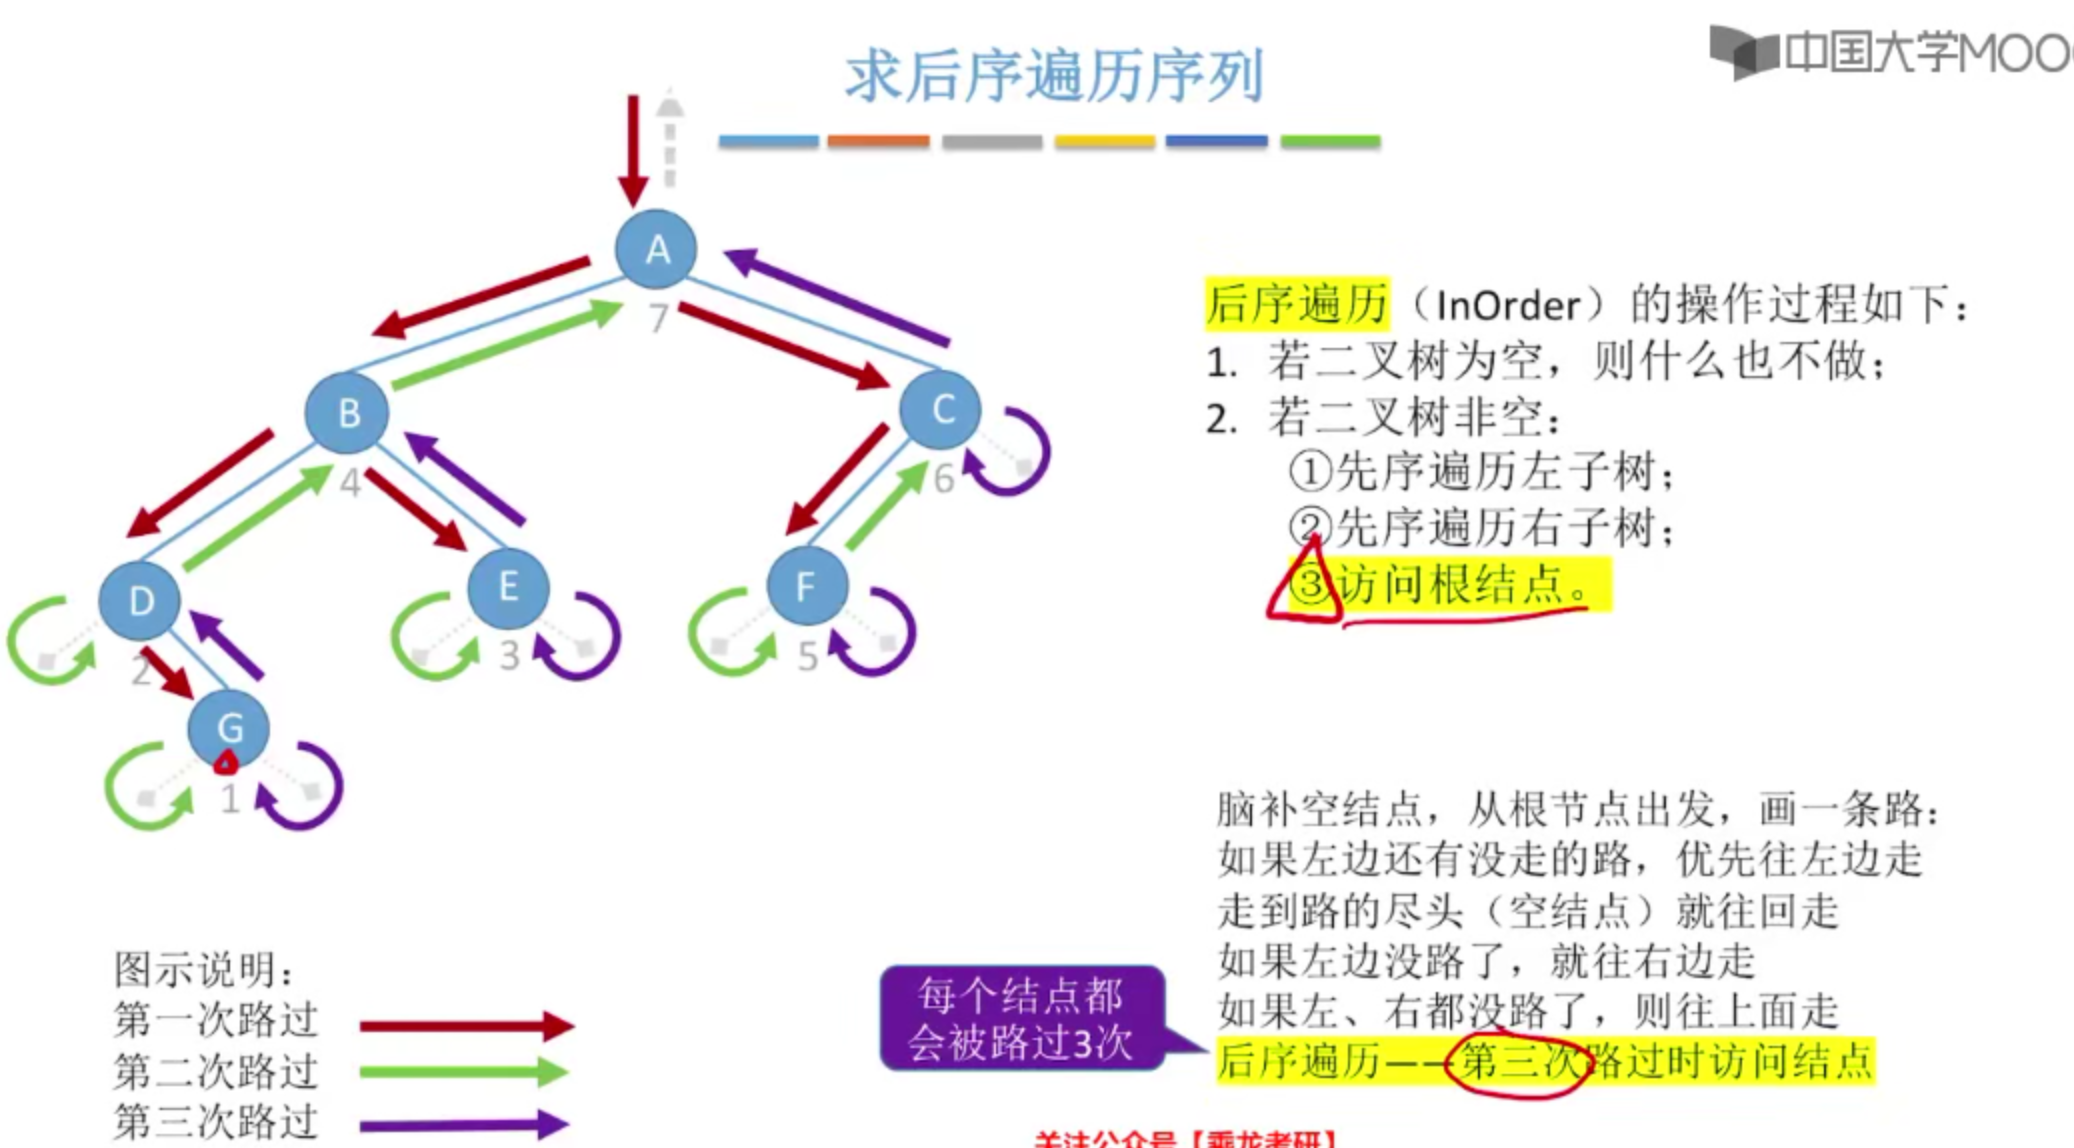 求后序遍历序列
中国大学MOO
A
7
B
4
C
6
D
2
E
3
F
5
G
1
后序遍历（InOrder）的操作过程如下：
1. 若二叉树为空，则什么也不做；
2. 若二叉树非空：
①先序遍历左子树；
②先序遍历右子树；
③访问根结点。
脑补空结点，从根节点出发，画一条路：
如果左边还有没走的路，优先往左边走
走到路的尽头（空结点）就往回走
如果左边没路了，就往右边走
如果左、右都没路了，则往上面走
后序遍历——第三次路过时访问结点
每个结点都
会被路过3次
图示说明：
第一次路过
第二次路过
第三次路过
关注公众号【乘龙考研】